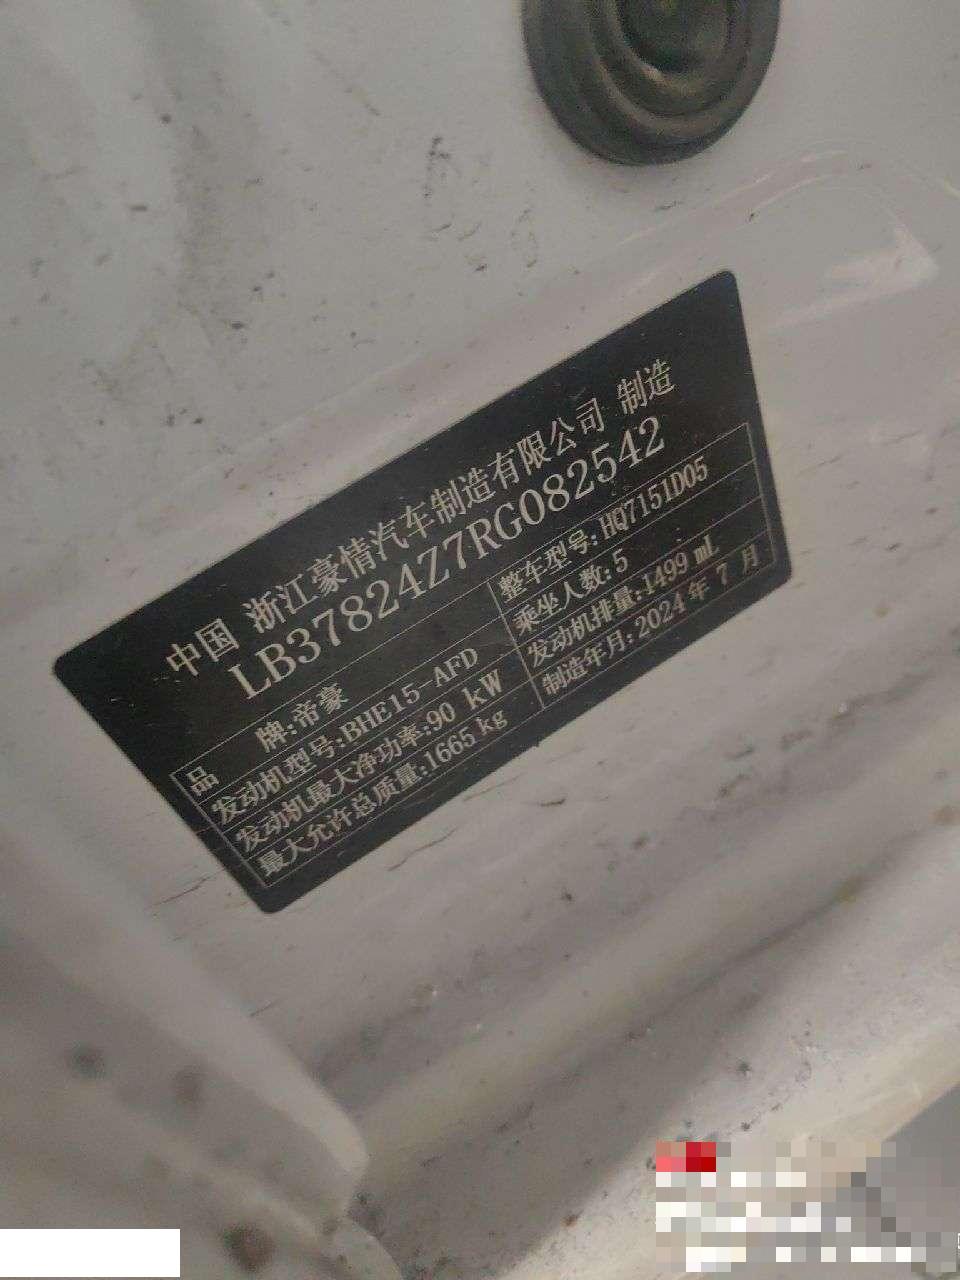 中国 浙江豪情汽车制造有限公司 制造
LB37824Z7RG082542
品 牌:帝豪
整车型号:HQ7151D05
发动机型号:BHE15-AFD
乘坐人数:5
发动机最大净功率:90 kW
发动机排量:1499 mL
最大允许总质量:1665 kg
制造年月:2024 年 7 月